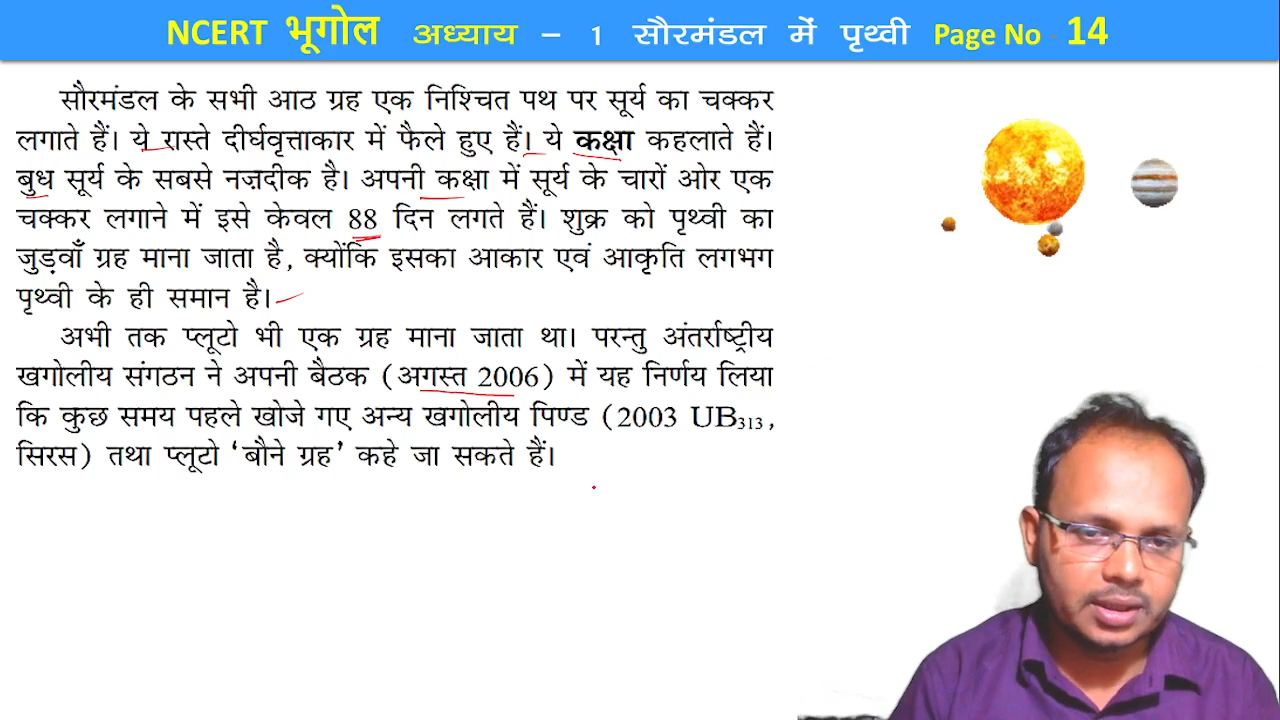 NCERT भूगोल अध्याय – 1 सौरमंडल में पृथ्वी Page No - 14
सौरमंडल के सभी आठ ग्रह एक निश्चित पथ पर सूर्य का चक्कर
लगाते हैं। ये रास्ते दीर्घवृत्ताकार में फैले हुए हैं। ये कक्षा कहलाते हैं।
बुध सूर्य के सबसे नज़दीक है। अपनी कक्षा में सूर्य के चारों ओर एक
चक्कर लगाने में इसे केवल 88 दिन लगते हैं। शुक्र को पृथ्वी का
जुड़वाँ ग्रह माना जाता है, क्योंकि इसका आकार एवं आकृति लगभग
पृथ्वी के ही समान है।
अभी तक प्लूटो भी एक ग्रह माना जाता था। परन्तु अंतर्राष्ट्रीय
खगोलीय संगठन ने अपनी बैठक (अगस्त 2006) में यह निर्णय लिया
कि कुछ समय पहले खोजे गए अन्य खगोलीय पिण्ड (2003 UB₃₁₃,
सिरस) तथा प्लूटो ‘बौने ग्रह’ कहे जा सकते हैं।